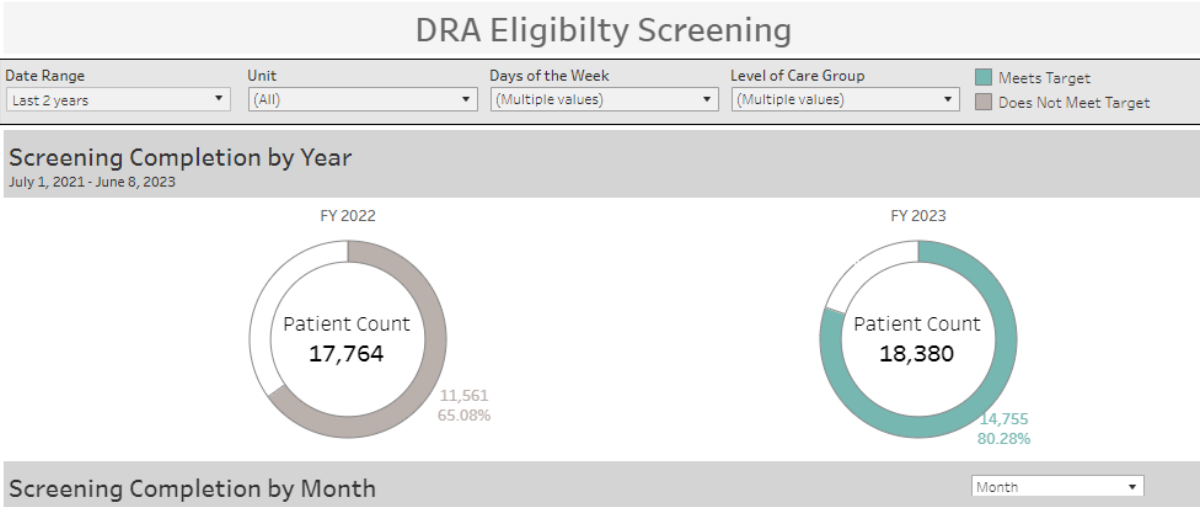 DRA Eligibilty Screening
Date Range
Unit
Days of the Week
Level of Care Group
Last 2 years
(All)
(Multiple values)
(Multiple values)
Meets Target
Does Not Meet Target
Screening Completion by Year
July 1, 2021 - June 8, 2023
FY 2022
FY 2023
Patient Count
17,764
11,561
65.08%
Patient Count
18,380
14,755
80.28%
Screening Completion by Month
Month